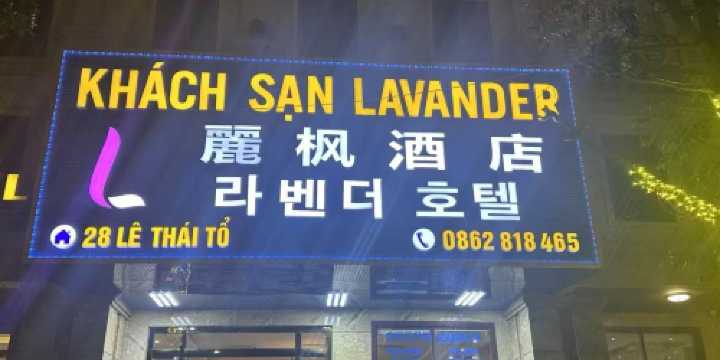 KHÁCH SẠN LAVANDER
麗枫酒店
라벤더 호텔
28 LÊ THÁI TỔ
0862 818 465
L